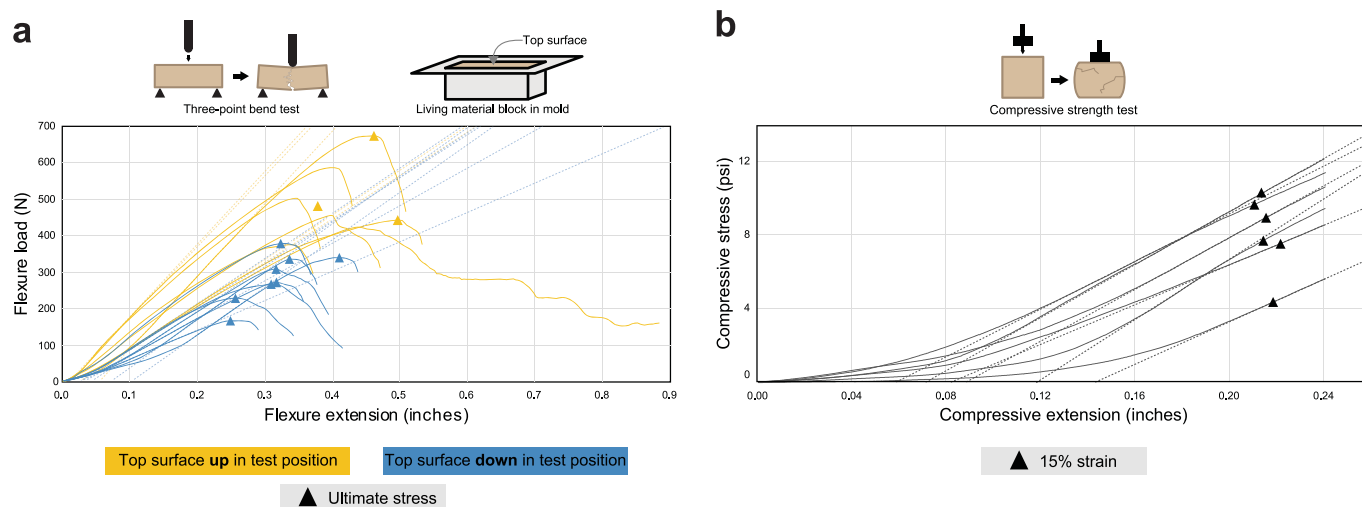 a
Top surface
Three-point bend test
Living material block in mold
700
600
500
400
300
200
100
0
Flexure load (N)
0.0 0.1 0.2 0.3 0.4 0.5 0.6 0.7 0.8 0.9
Flexure extension (inches)
Top surface up in test position
Top surface down in test position
Ultimate stress
b
Compressive strength test
12
8
4
0
Compressive stress (psi)
0.00 0.04 0.08 0.12 0.16 0.20 0.24
Compressive extension (inches)
15% strain